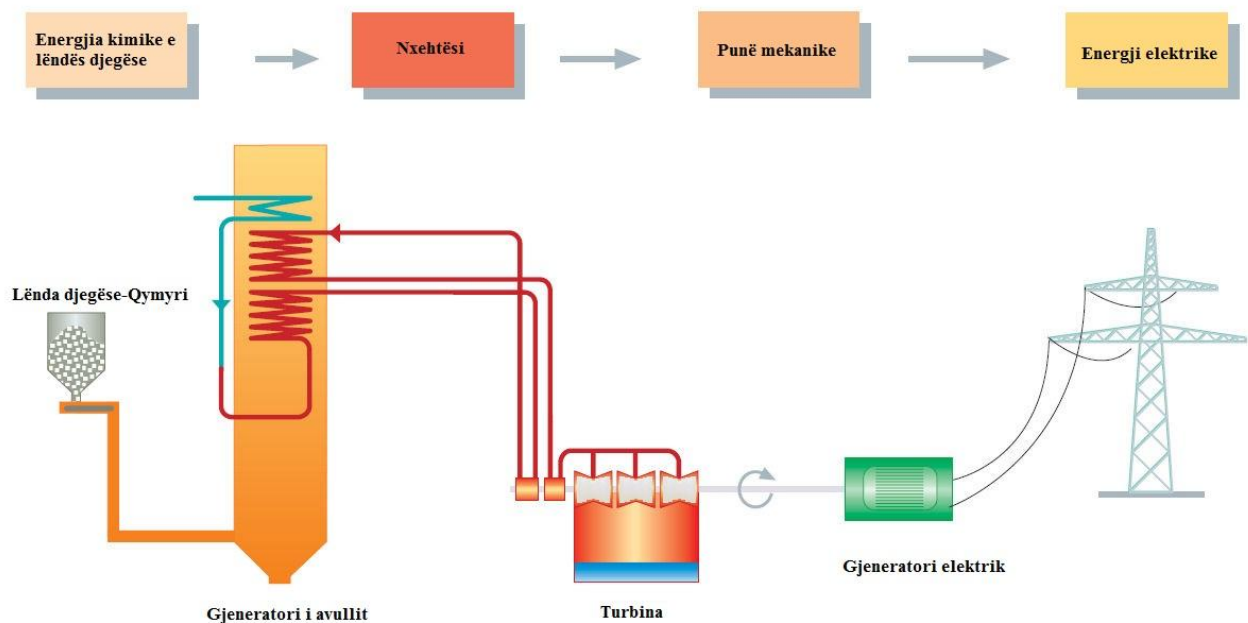 Energjia kimike e
lëndës djegëse
Nxehtësi
Punë mekanike
Energji elektrike
Lënda djegëse-Qymyri
Gjeneratori i avullit
Turbina
Gjeneratori elektrik